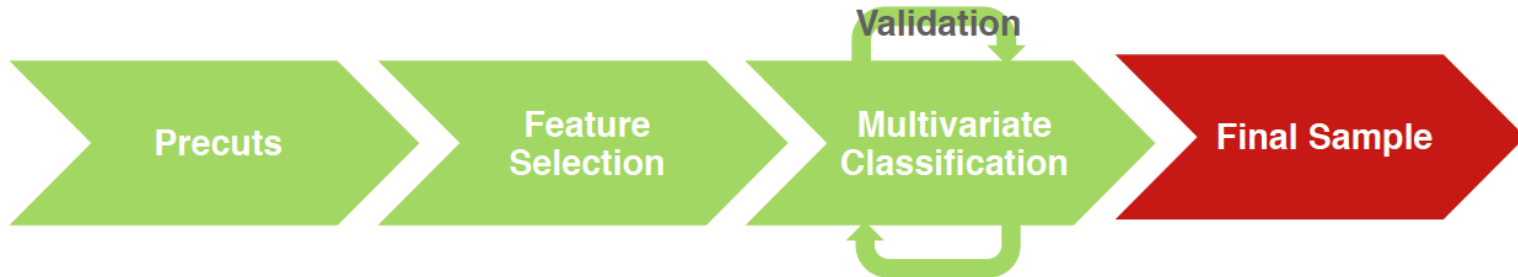 Validation
Precuts
Feature
Selection
Multivariate
Classification
Final Sample